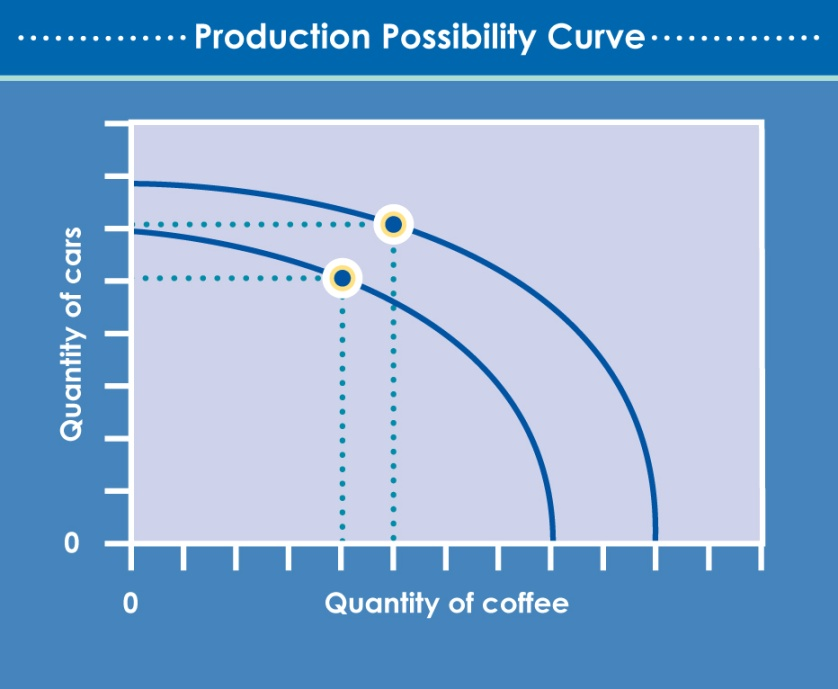 Production Possibility Curve
Quantity of cars
0
0
Quantity of coffee